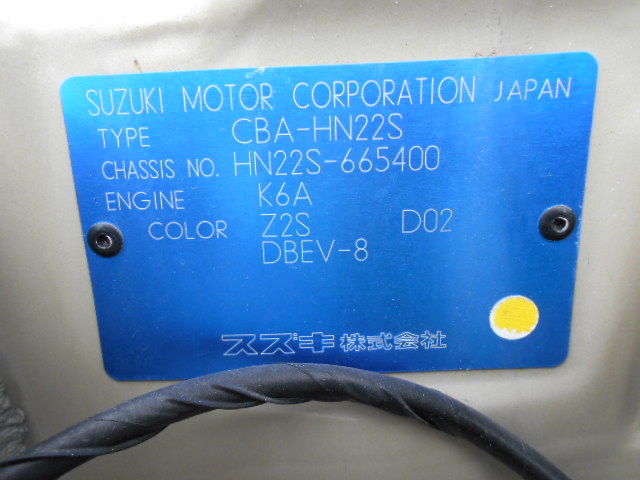 SUZUKI MOTOR CORPORATION JAPAN
TYPE CBA-HN22S
CHASSIS NO. HN22S-665400
ENGINE K6A
COLOR Z2S D02
DBEV-8
スズキ株式会社